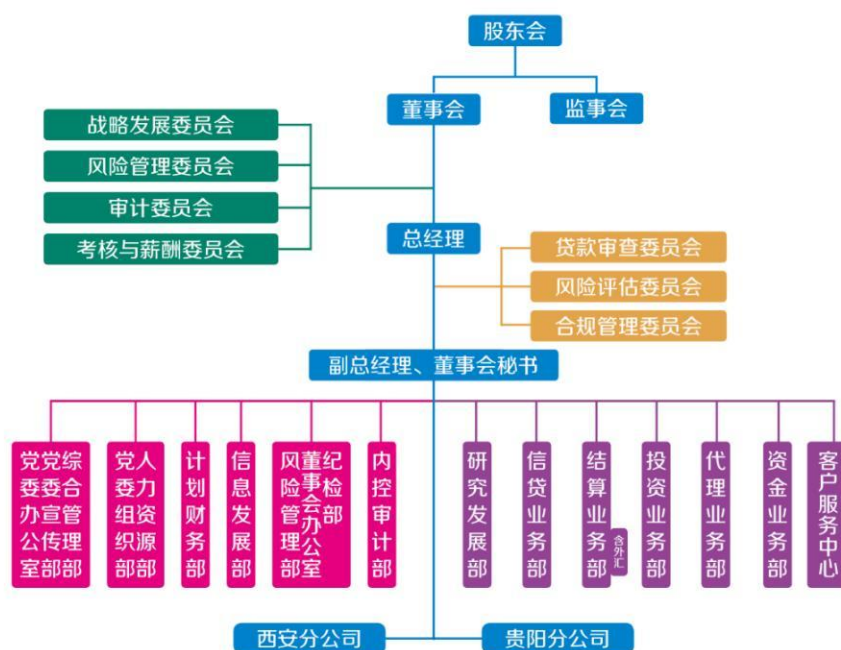 股东会
董事会
监事会
战略发展委员会
风险管理委员会
审计委员会
考核与薪酬委员会
总经理
贷款审查委员会
风险评估委员会
合规管理委员会
副总经理、董事会秘书
党委办公室
党委宣传部
综合管理部
党委组织部
人力资源部
计划财务部
信息发展部
风险管理部
董事会办公室
纪检部
内控审计部
研究发展部
信贷业务部
结算业务部
含外汇
投资业务部
代理业务部
资金业务部
客户服务中心
西安分公司
贵阳分公司